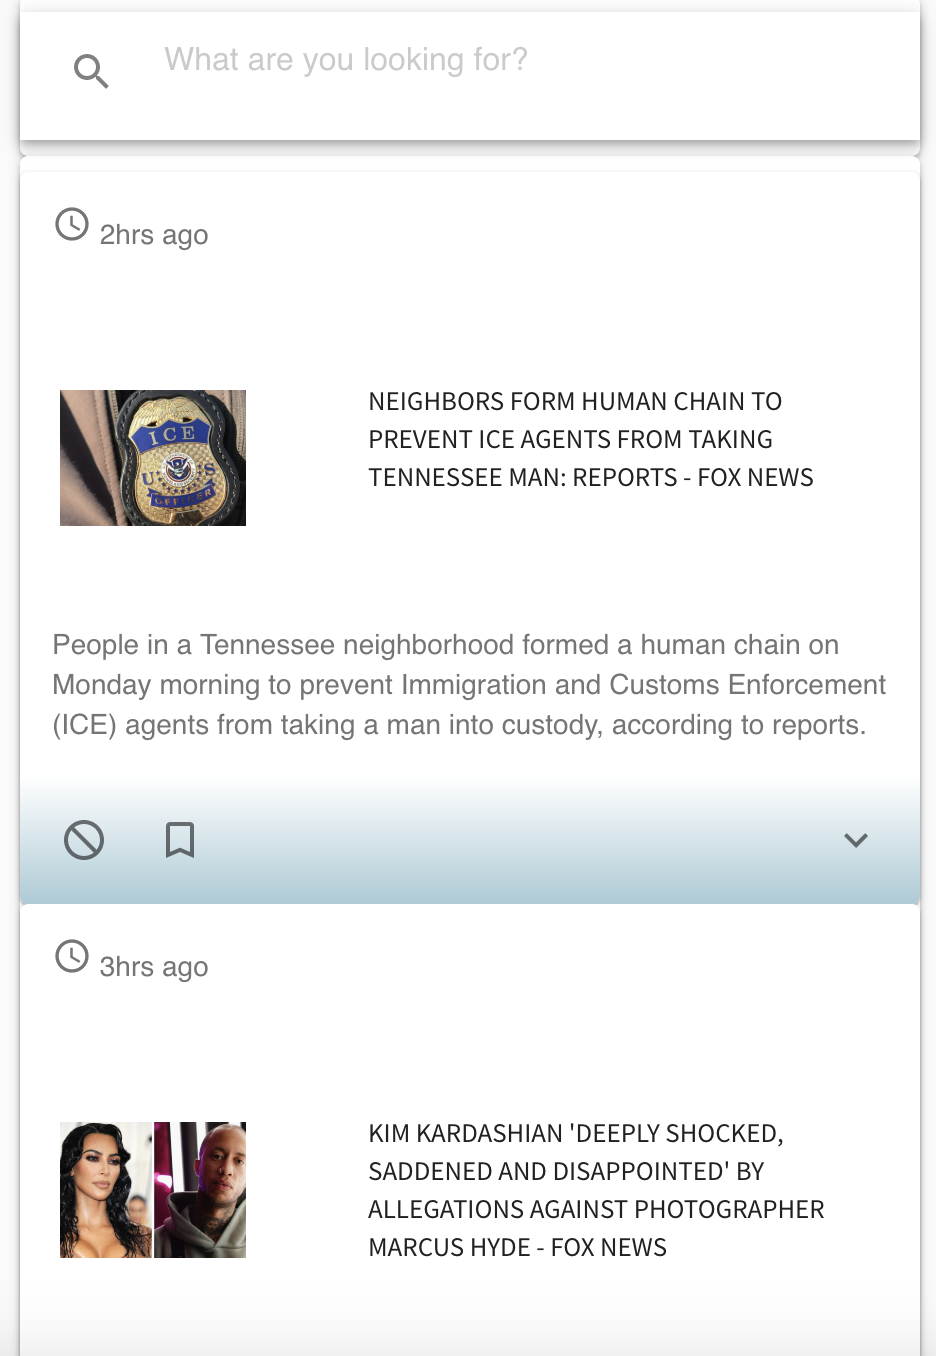 What are you looking for?
2hrs ago
ICE
U S
OFFICER
NEIGHBORS FORM HUMAN CHAIN TO
PREVENT ICE AGENTS FROM TAKING
TENNESSEE MAN: REPORTS - FOX NEWS
People in a Tennessee neighborhood formed a human chain on
Monday morning to prevent Immigration and Customs Enforcement
(ICE) agents from taking a man into custody, according to reports.
3hrs ago
KIM KARDASHIAN 'DEEPLY SHOCKED,
SADDENED AND DISAPPOINTED' BY
ALLEGATIONS AGAINST PHOTOGRAPHER
MARCUS HYDE - FOX NEWS